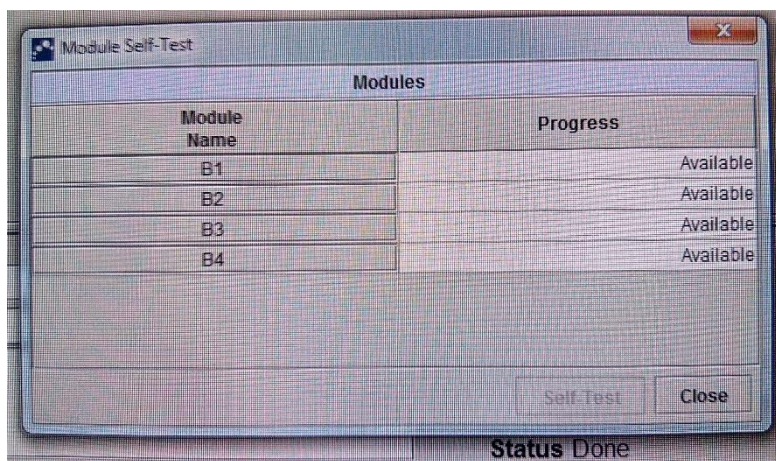 Module Self-Test
X
Modules
Module Name
Progress
B1 Available
B2 Available
B3 Available
B4 Available
Self-Test
Close
Status Done